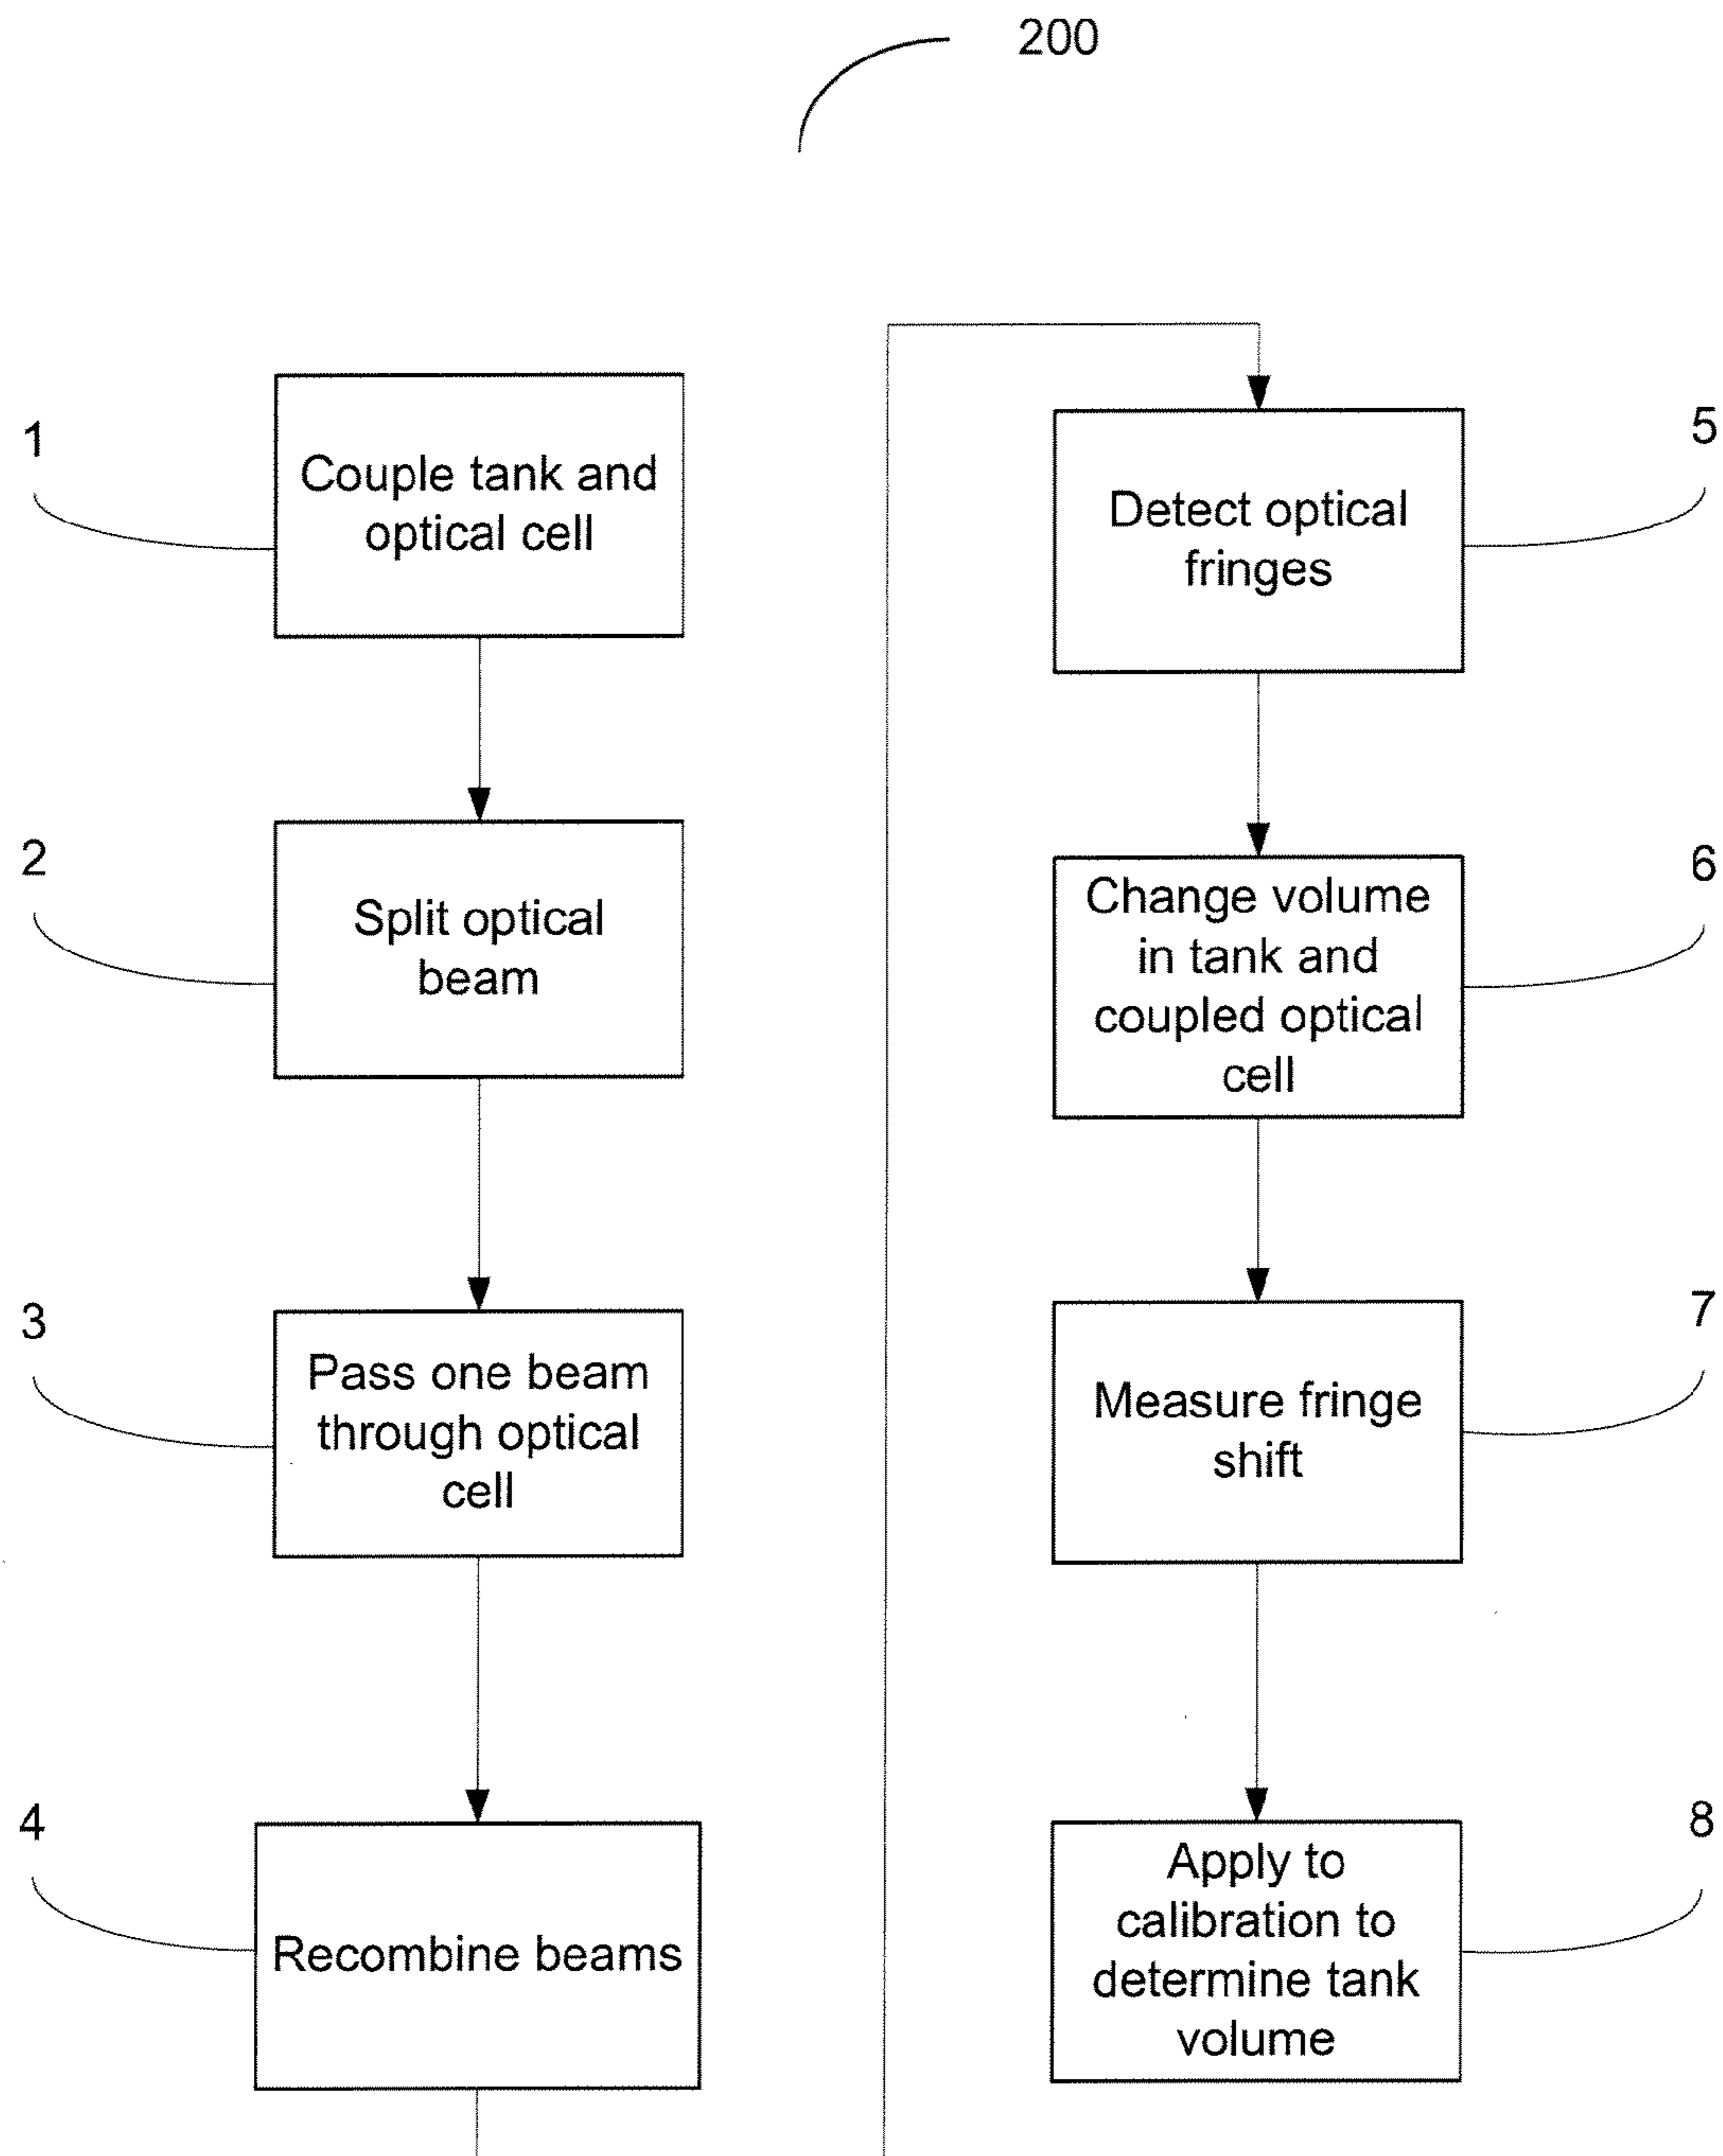 200
1
Couple tank and
optical cell
2
Split optical
beam
3
Pass one beam
through optical
cell
4
Recombine beams
5
Detect optical
fringes
6
Change volume
in tank and
coupled optical
cell
7
Measure fringe
shift
8
Apply to
calibration to
determine tank
volume